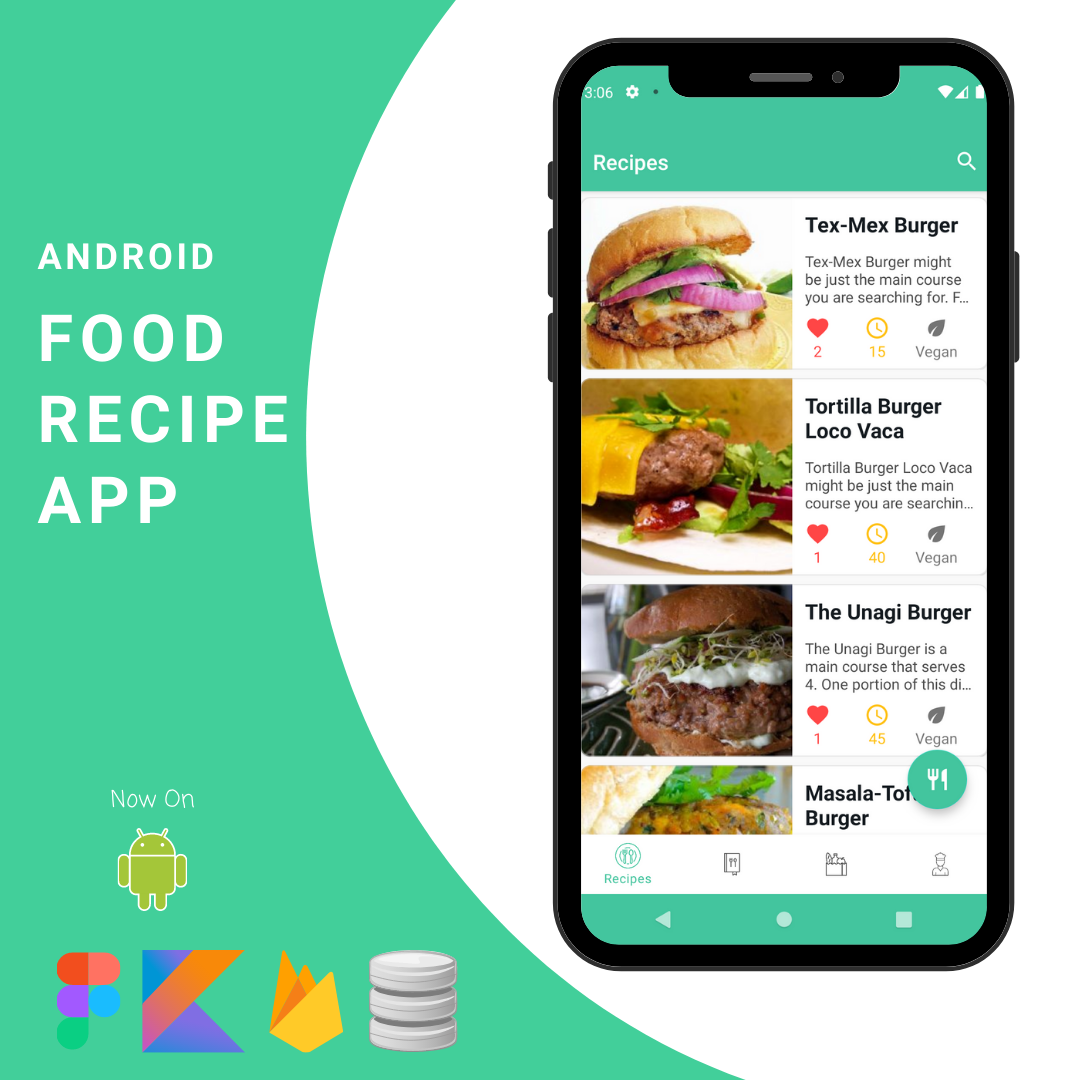 ANDROID
FOOD
RECIPE
APP
Now On
3:06
Recipes
Tex-Mex Burger
Tex-Mex Burger might
be just the main course
you are searching for. F...
2
15
Vegan
Tortilla Burger
Loco Vaca
Tortilla Burger Loco Vaca
might be just the main
course you are searchin...
1
40
Vegan
The Unagi Burger
The Unagi Burger is a
main course that serves
4. One portion of this di...
1
45
Vegan
Burger
Recipes